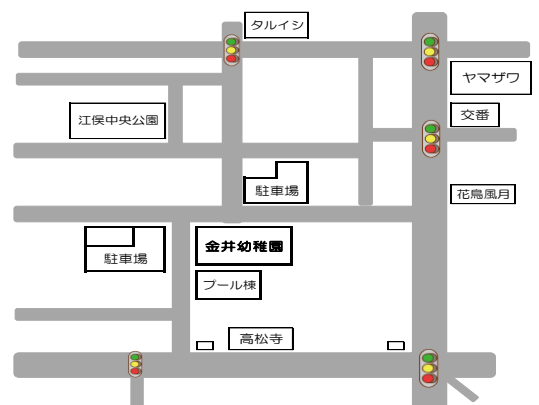 タルイシ
ヤマザワ
江俣中央公園
交番
駐車場
花鳥風月
金井幼稚園
駐車場
プール棟
高松寺